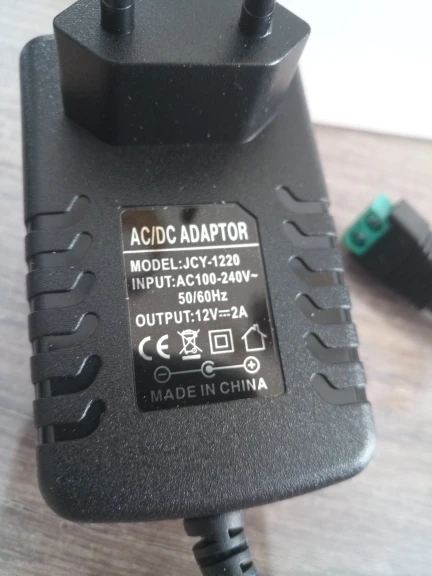 AC/DC ADAPTOR
MODEL:JCY-1220
INPUT:AC100-240V~
50/60Hz
OUTPUT:12V⎓2A
CE
MADE IN CHINA